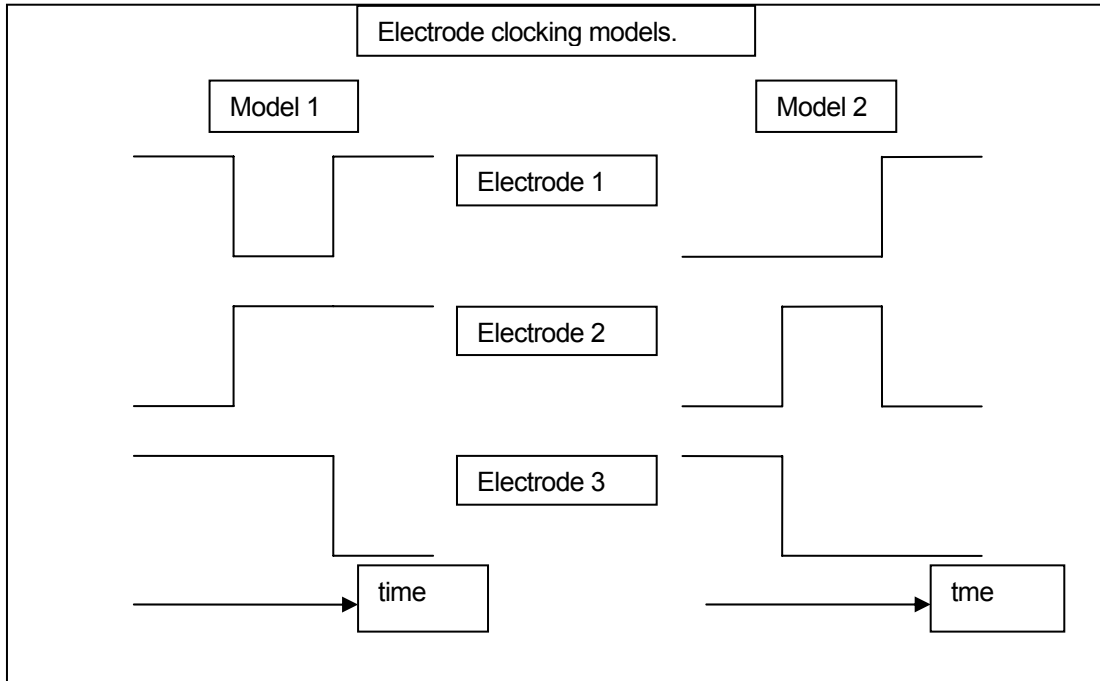 Electrode clocking models.
Model 1
Model 2
Electrode 1
Electrode 2
Electrode 3
time
tme